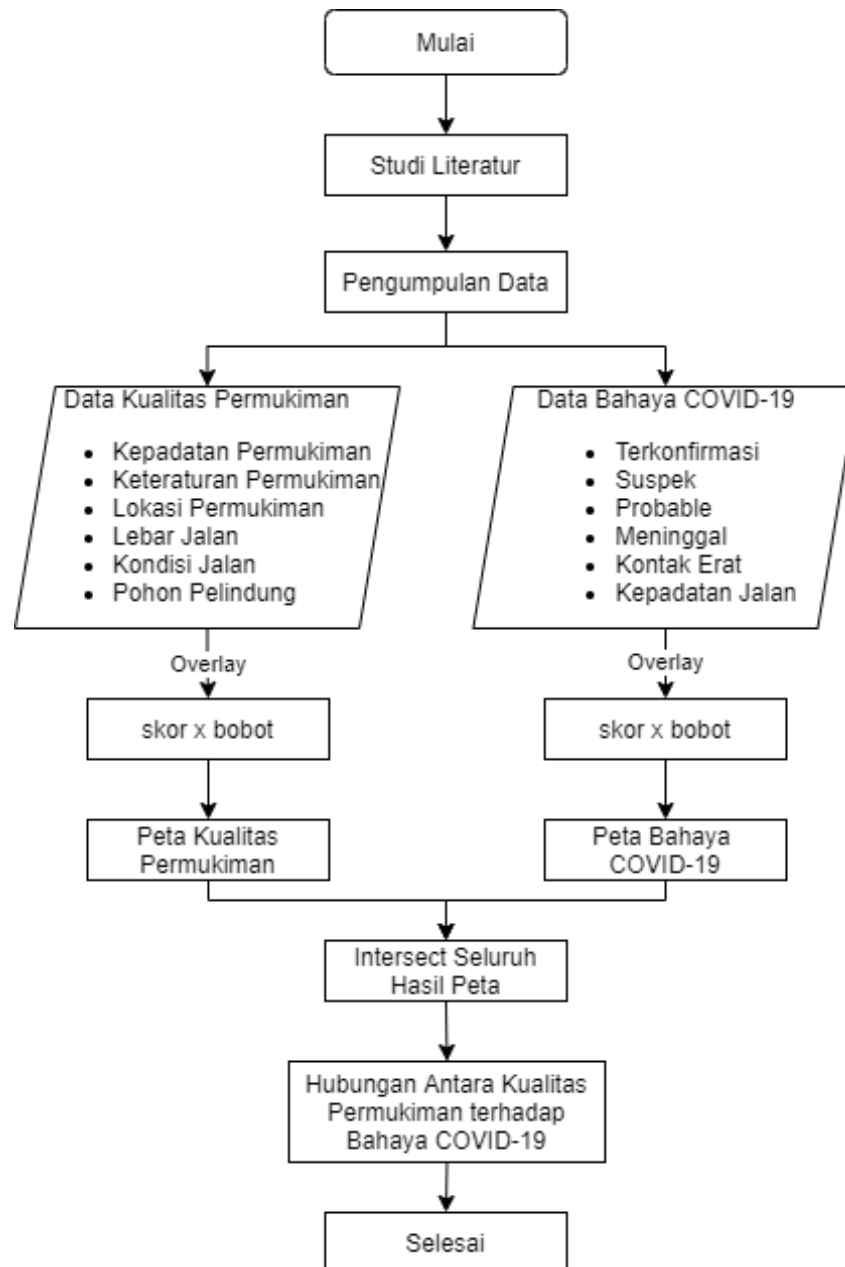 Mulai
Studi Literatur
Pengumpulan Data
Data Kualitas Permukiman
• Kepadatan Permukiman
• Keteraturan Permukiman
• Lokasi Permukiman
• Lebar Jalan
• Kondisi Jalan
• Pohon Pelindung
Data Bahaya COVID-19
• Terkonfirmasi
• Suspek
• Probable
• Meninggal
• Kontak Erat
• Kepadatan Jalan
Overlay
Overlay
skor x bobot
skor x bobot
Peta Kualitas
Permukiman
Peta Bahaya
COVID-19
Intersect Seluruh
Hasil Peta
Hubungan Antara Kualitas
Permukiman terhadap
Bahaya COVID-19
Selesai